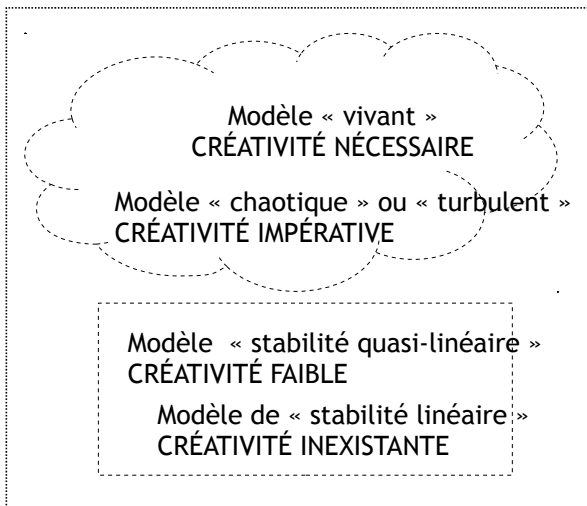 Modèle « vivant »
CRÉATIVITÉ NÉCESSAIRE
Modèle « chaotique » ou « turbulent »
CRÉATIVITÉ IMPÉRATIVE
Modèle « stabilité quasi-linéaire »
CRÉATIVITÉ FAIBLE
Modèle de « stabilité linéaire »
CRÉATIVITÉ INEXISTANTE